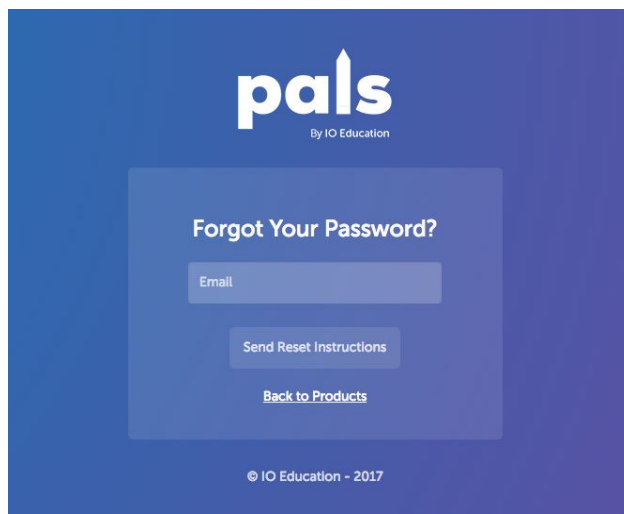 pals
By IO Education
Forgot Your Password?
Email
Send Reset Instructions
Back to Products
© IO Education - 2017